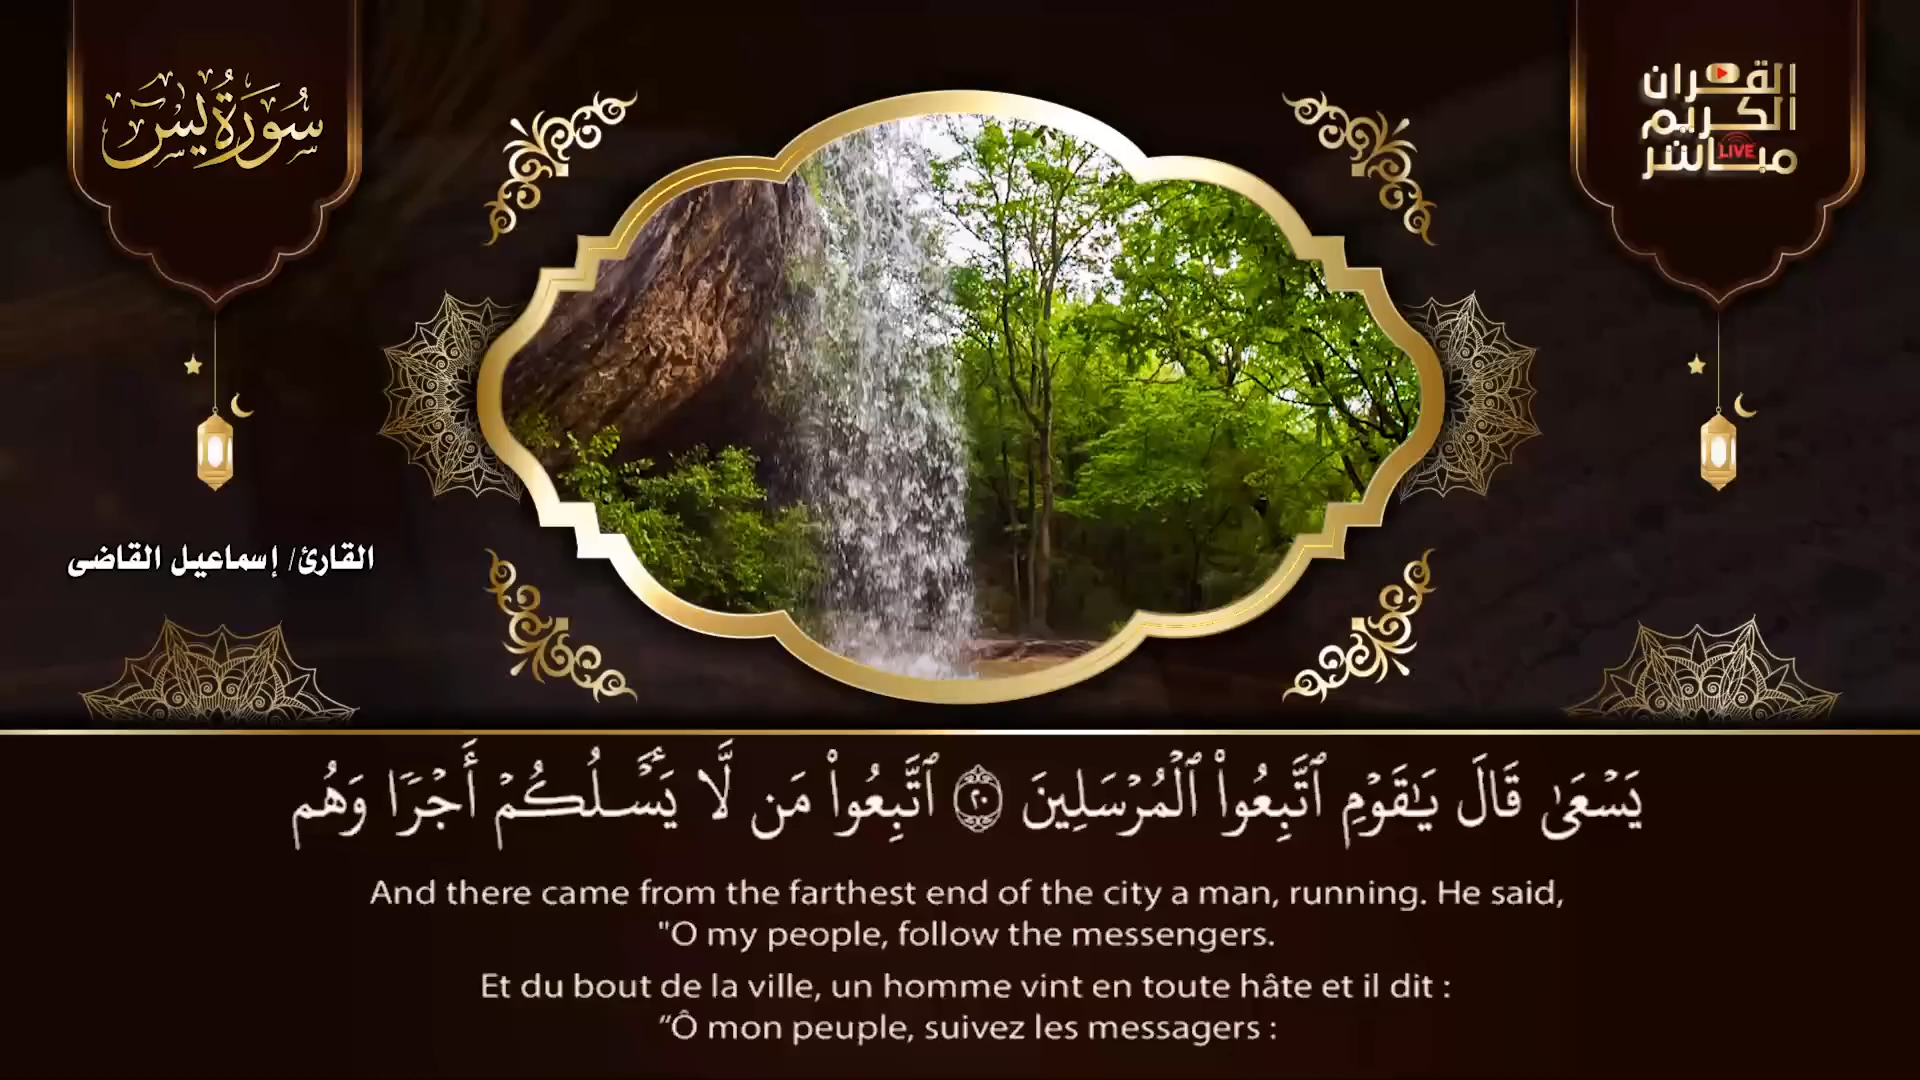 سُورَةُ يسٓ
القرآن
الكريم
مباشر
LIVE
القارئ/ إسماعيل القاضى
يَسۡعَىٰ قَالَ يَٰقَوۡمِ ٱتَّبِعُواْ ٱلۡمُرۡسَلِينَ ٢٠ ٱتَّبِعُواْ مَن لَّا يَسۡـَٔلُكُمۡ أَجۡرٗا وَهُم
And there came from the farthest end of the city a man, running. He said,
"O my people, follow the messengers.
Et du bout de la ville, un homme vint en toute hâte et il dit :
“Ô mon peuple, suivez les messagers :